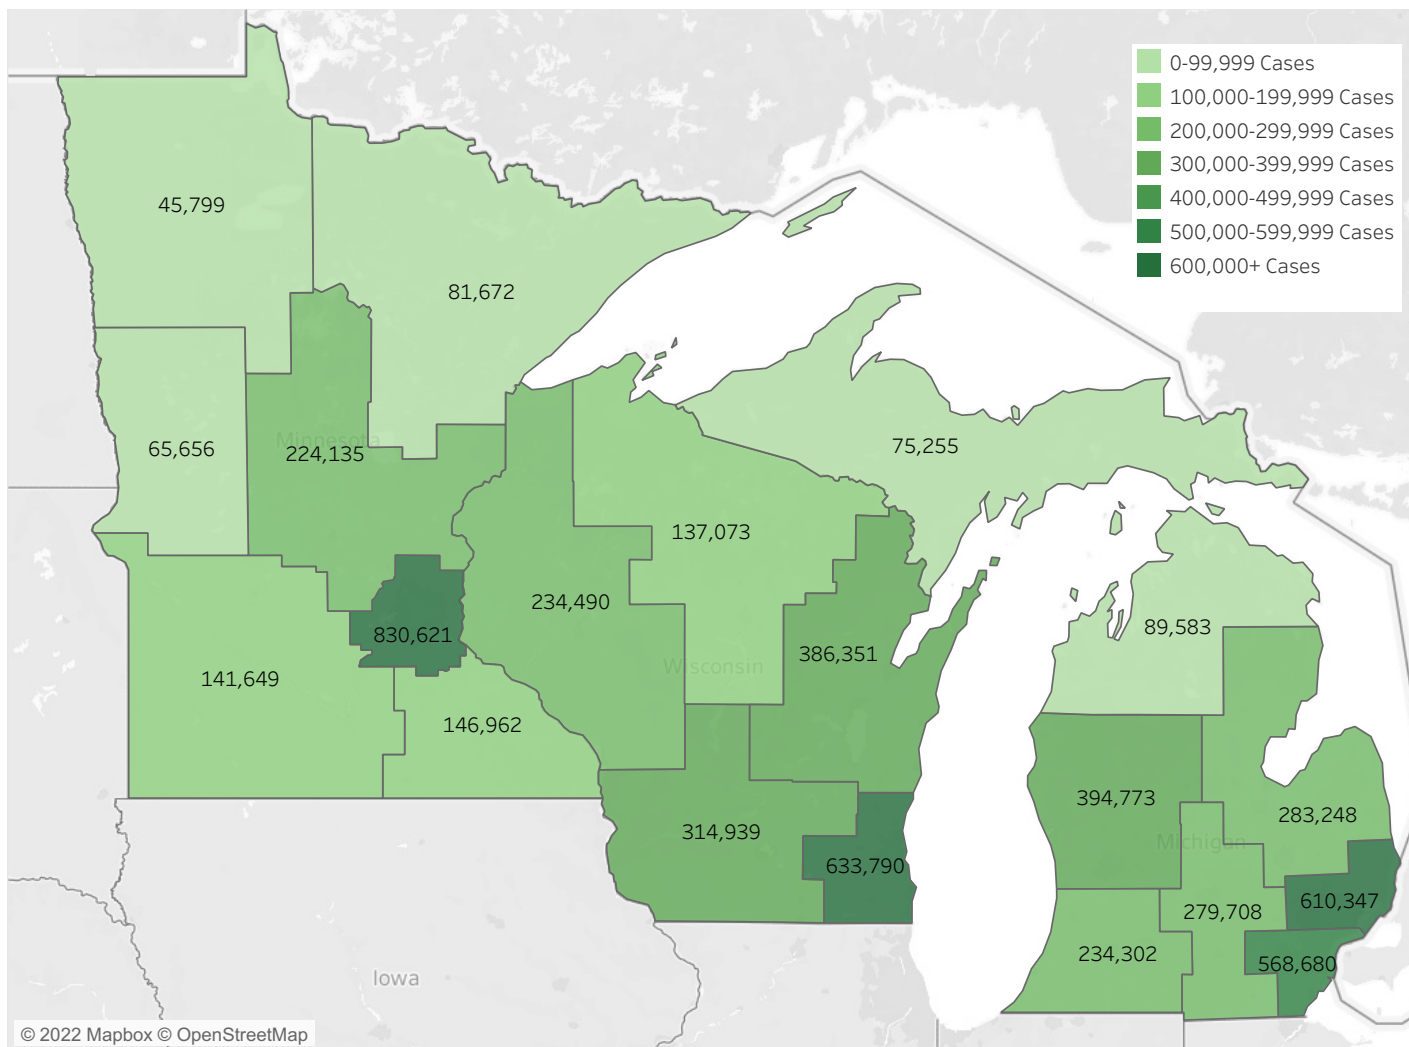 0-99,999 Cases
100,000-199,999 Cases
200,000-299,999 Cases
300,000-399,999 Cases
400,000-499,999 Cases
500,000-599,999 Cases
600,000+ Cases
45,799
81,672
65,656
Minnesota
224,135
75,255
137,073
234,490
830,621
89,583
386,351
Wisconsin
141,649
146,962
394,773
283,248
314,939
Michigan
633,790
610,347
279,708
234,302
568,680
Iowa
© 2022 Mapbox © OpenStreetMap